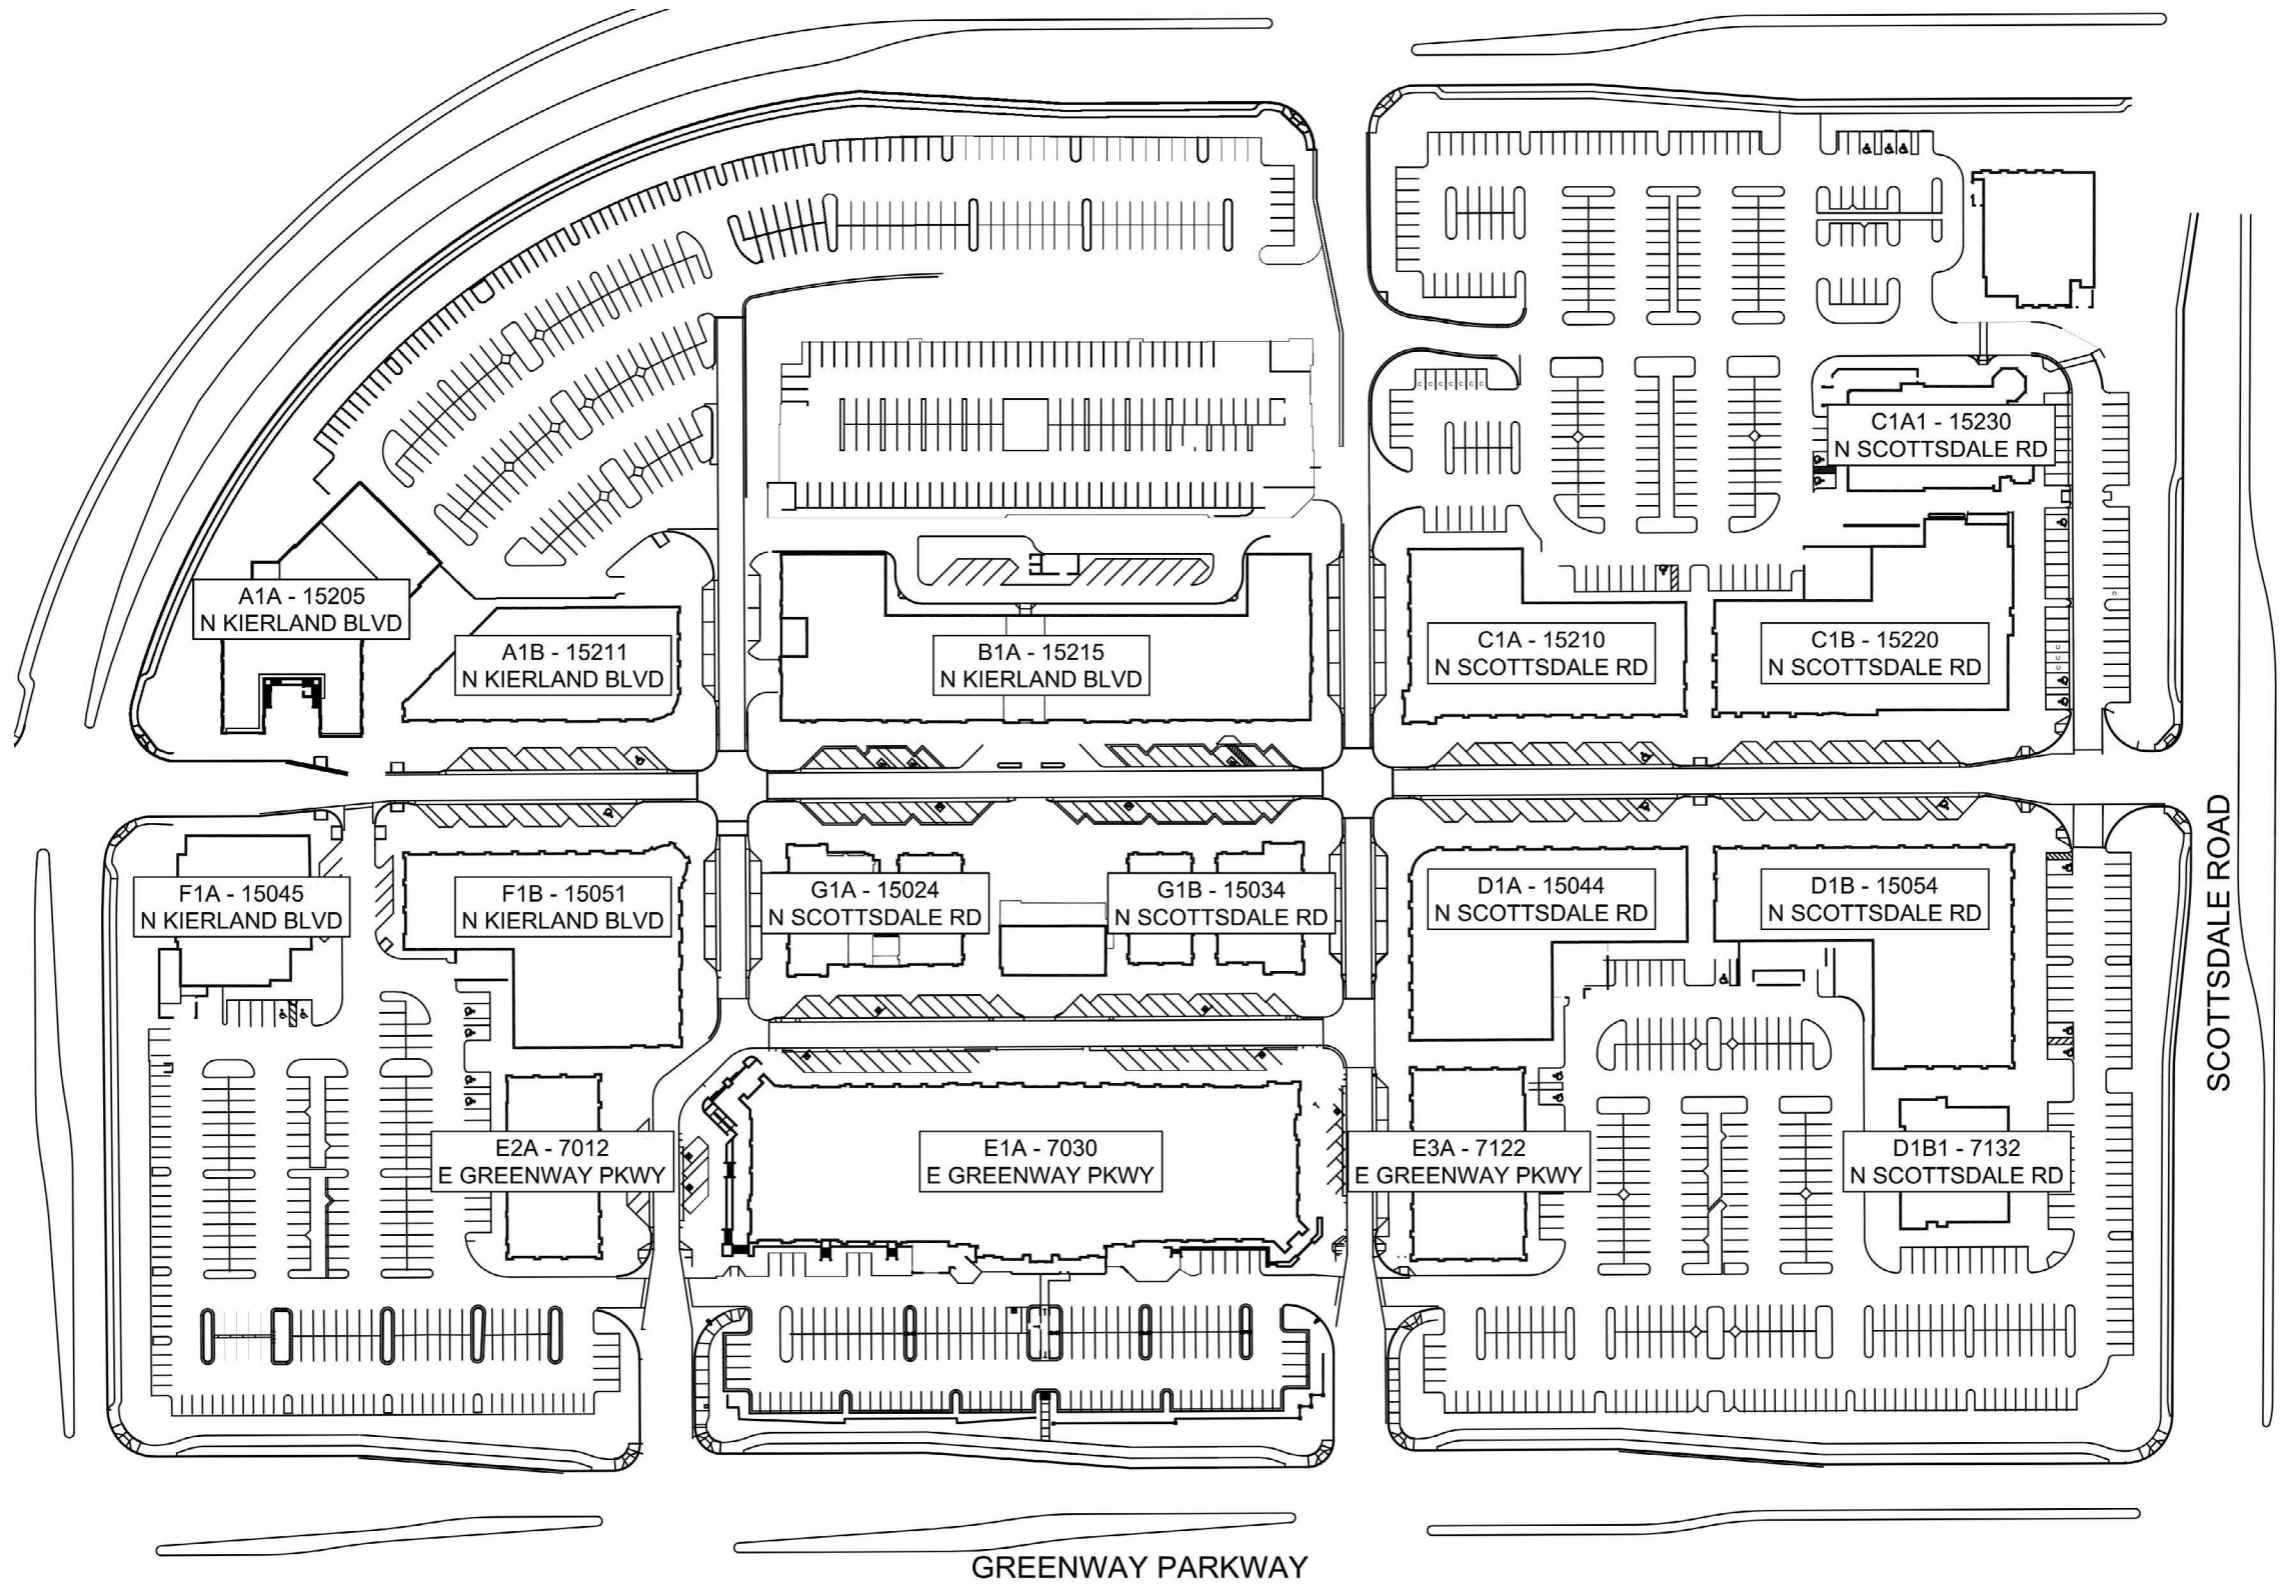 C1A1 - 15230
N SCOTTSDALE RD
A1A - 15205
N KIERLAND BLVD
A1B - 15211
N KIERLAND BLVD
B1A - 15215
N KIERLAND BLVD
C1A - 15210
N SCOTTSDALE RD
C1B - 15220
N SCOTTSDALE RD
F1A - 15045
N KIERLAND BLVD
F1B - 15051
N KIERLAND BLVD
G1A - 15024
N SCOTTSDALE RD
G1B - 15034
N SCOTTSDALE RD
D1A - 15044
N SCOTTSDALE RD
D1B - 15054
N SCOTTSDALE RD
SCOTTSDALE ROAD
E2A - 7012
E GREENWAY PKWY
E1A - 7030
E GREENWAY PKWY
E3A - 7122
E GREENWAY PKWY
D1B1 - 7132
N SCOTTSDALE RD
GREENWAY PARKWAY